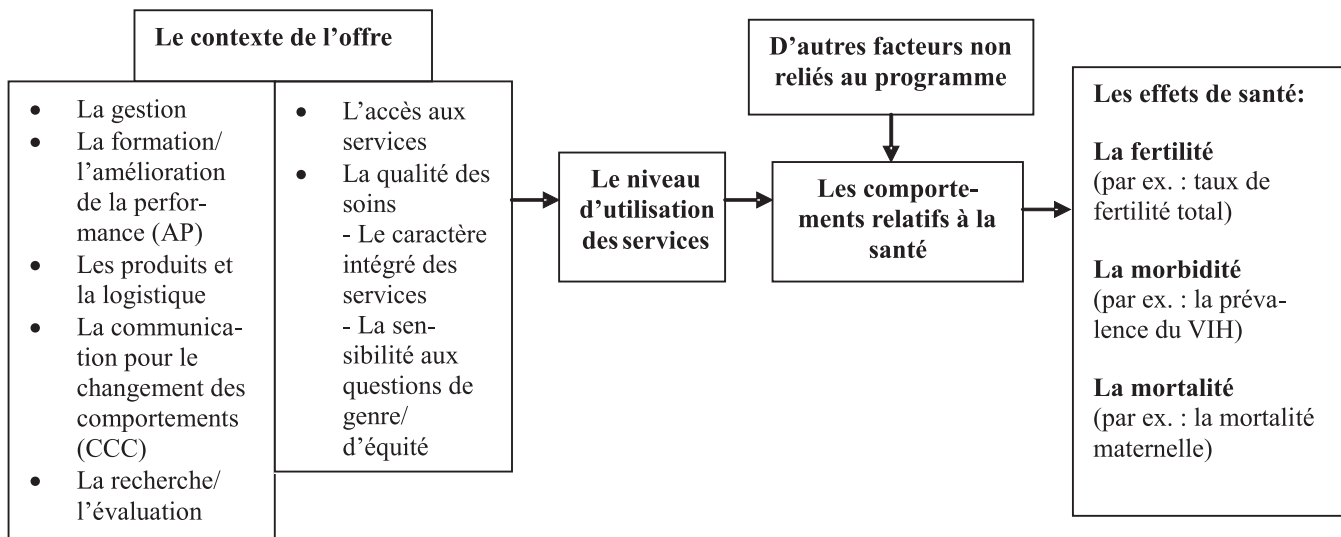 Le contexte de l’offre
• La gestion
• La formation/
l’amélioration
de la perfor-
mance (AP)
• Les produits et
la logistique
• La communica-
tion pour le
changement des
comportements
(CCC)
• La recherche/
l’évaluation
• L’accès aux
services
• La qualité des
soins
- Le caractère
intégré des
services
- La sen-
sibilité aux
questions de
genre/
d’équité
Le niveau
d’utilisation
des services
D’autres facteurs non
reliés au programme
Les comporte-
ments relatifs à la
santé
Les effets de santé:
La fertilité
(par ex. : taux de
fertilité total)
La morbidité
(par ex. : la préva-
lence du VIH)
La mortalité
(par ex. : la mortalité
maternelle)